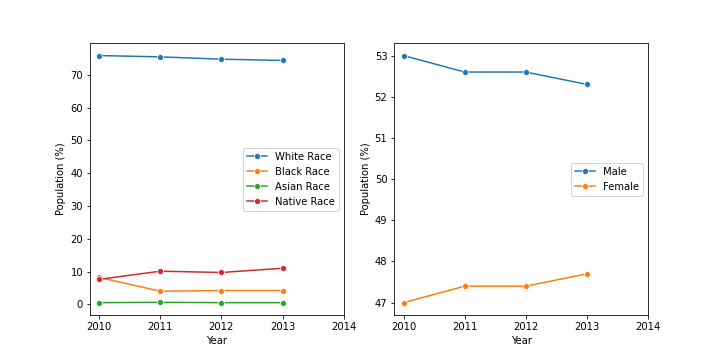 70
60
50
40
30
20
10
0
Population (%)
2010 2011 2012 2013 2014
Year
White Race
Black Race
Asian Race
Native Race
53
52
51
50
49
48
47
Population (%)
2010 2011 2012 2013 2014
Year
Male
Female